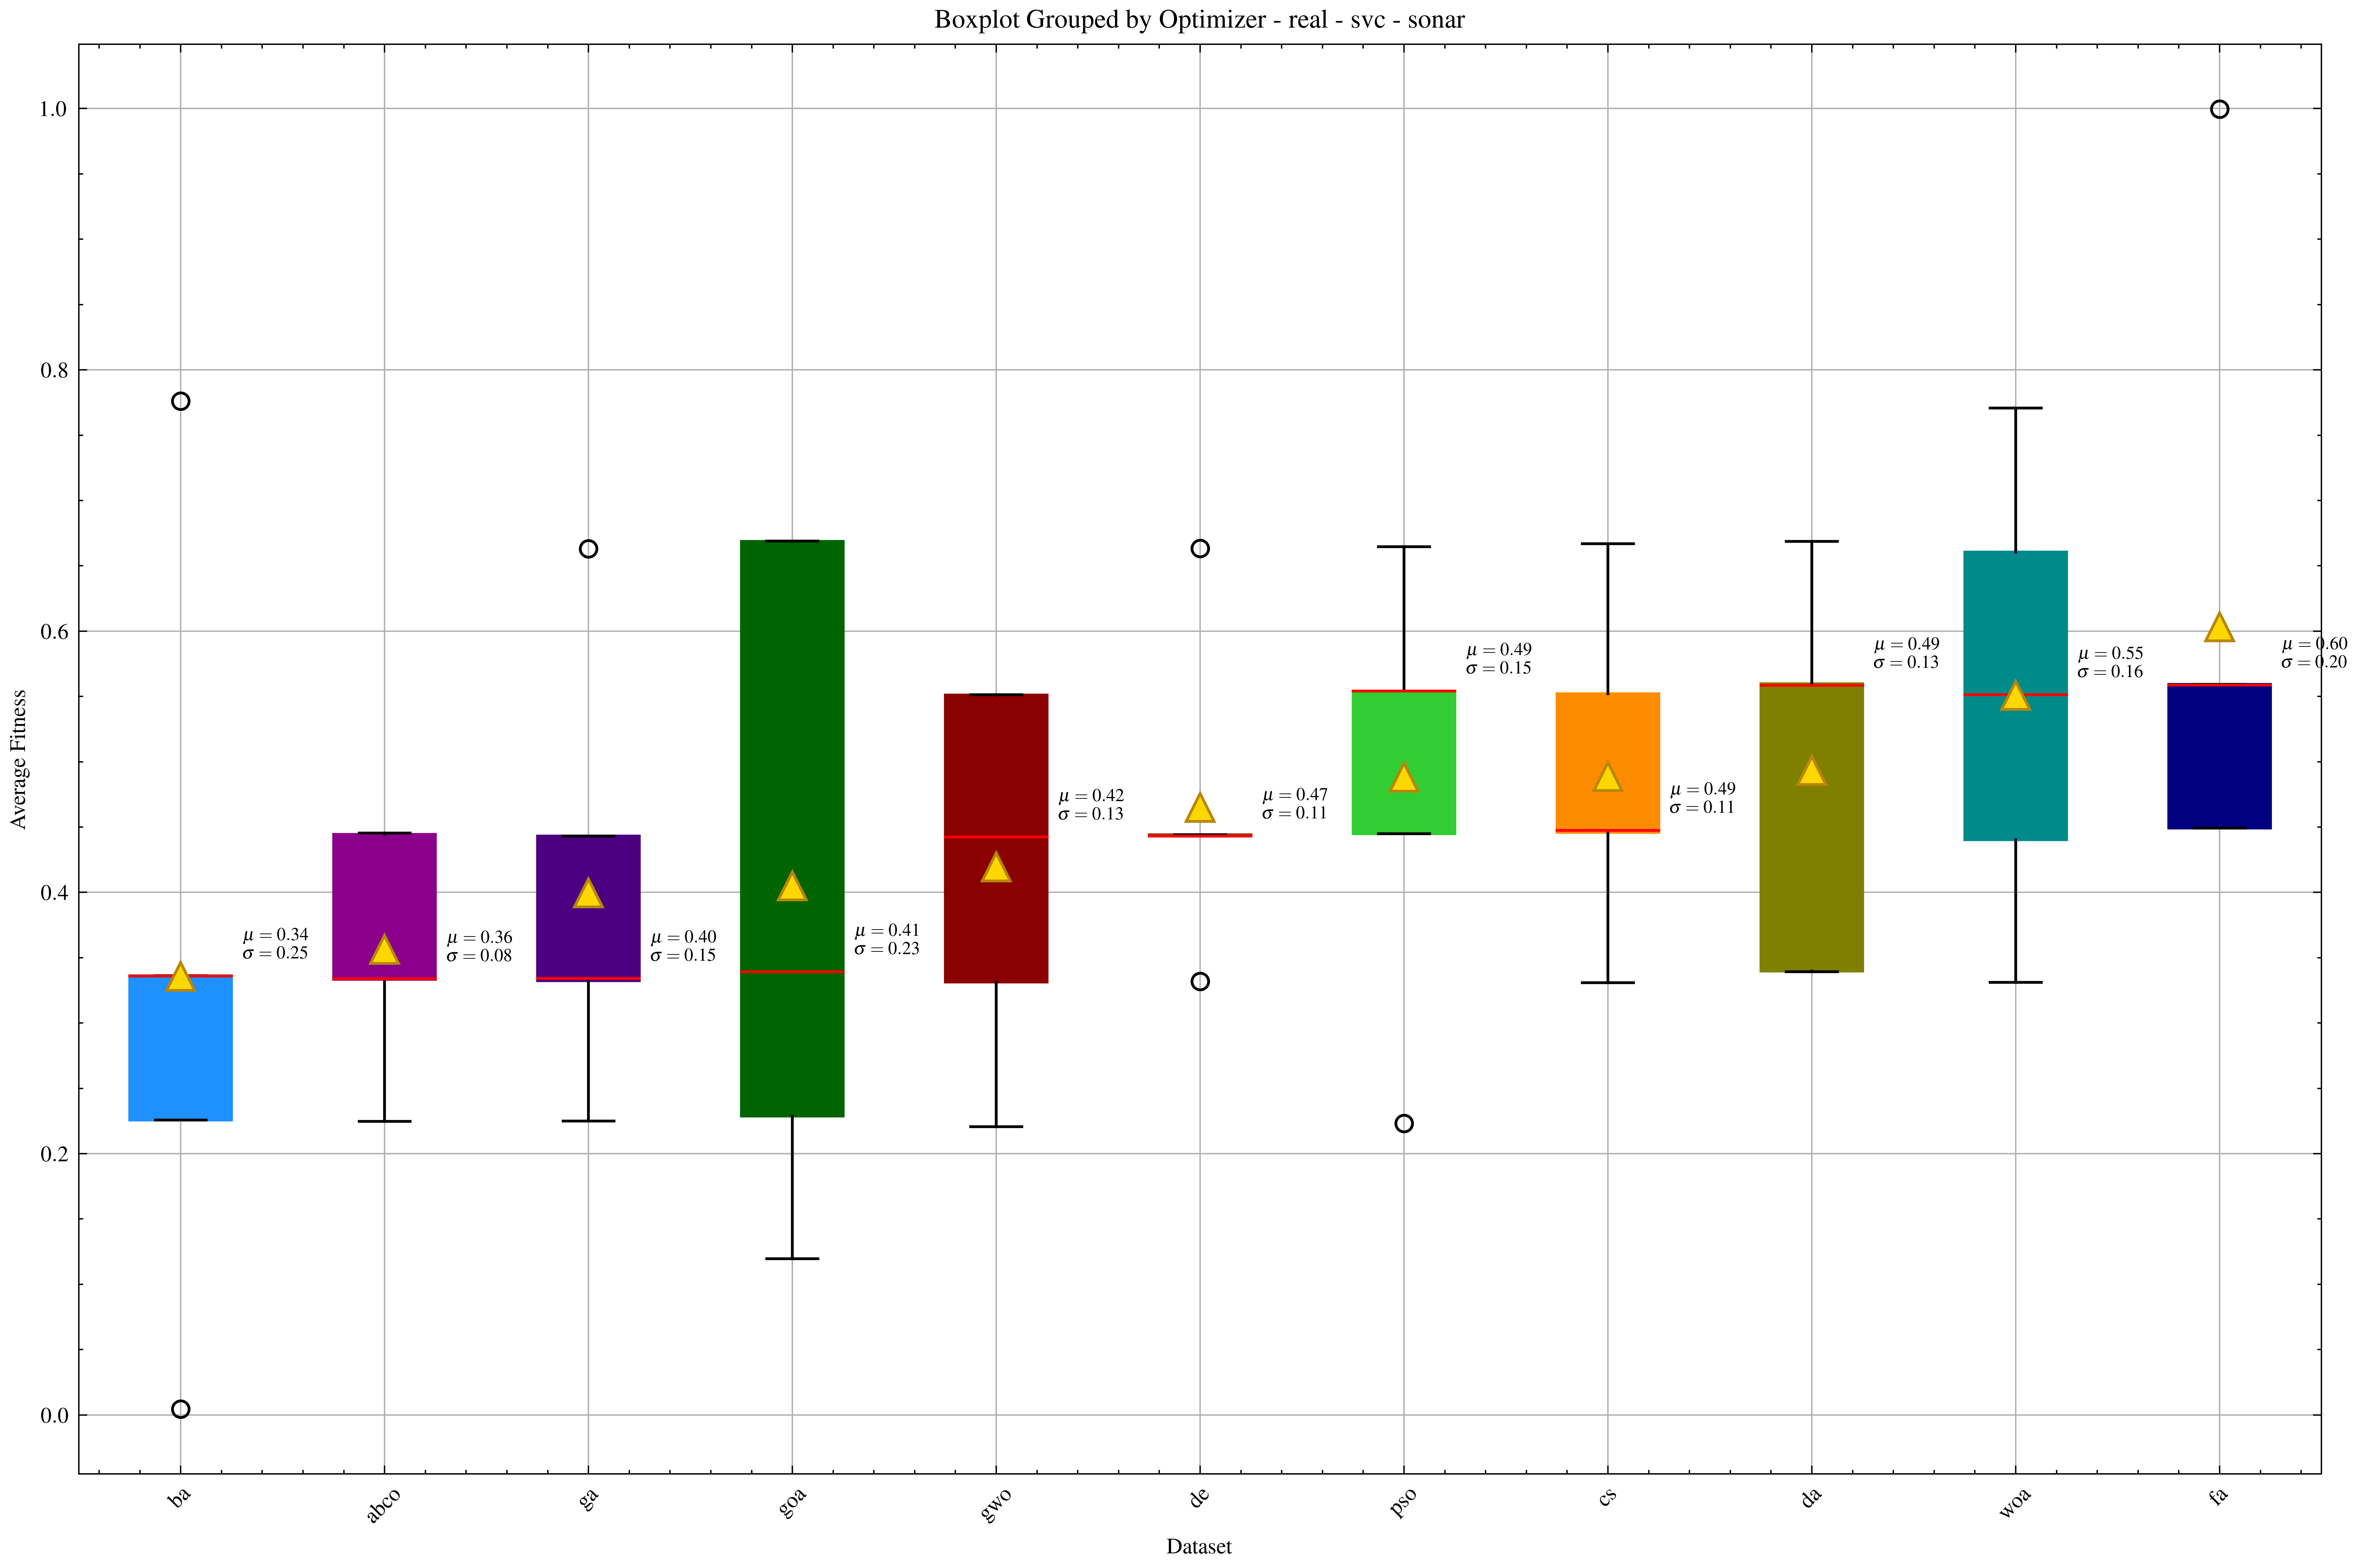 Boxplot Grouped by Optimizer - real - svc - sonar
Average Fitness
1.0
0.8
0.6
0.4
0.2
0.0
μ = 0.34
σ = 0.25
μ = 0.36
σ = 0.08
μ = 0.40
σ = 0.15
μ = 0.41
σ = 0.23
μ = 0.42
σ = 0.13
μ = 0.47
σ = 0.11
μ = 0.49
σ = 0.15
μ = 0.49
σ = 0.11
μ = 0.49
σ = 0.13
μ = 0.55
σ = 0.16
μ = 0.60
σ = 0.20
ba
abco
ga
goa
gwo
de
pso
cs
da
woa
fa
Dataset